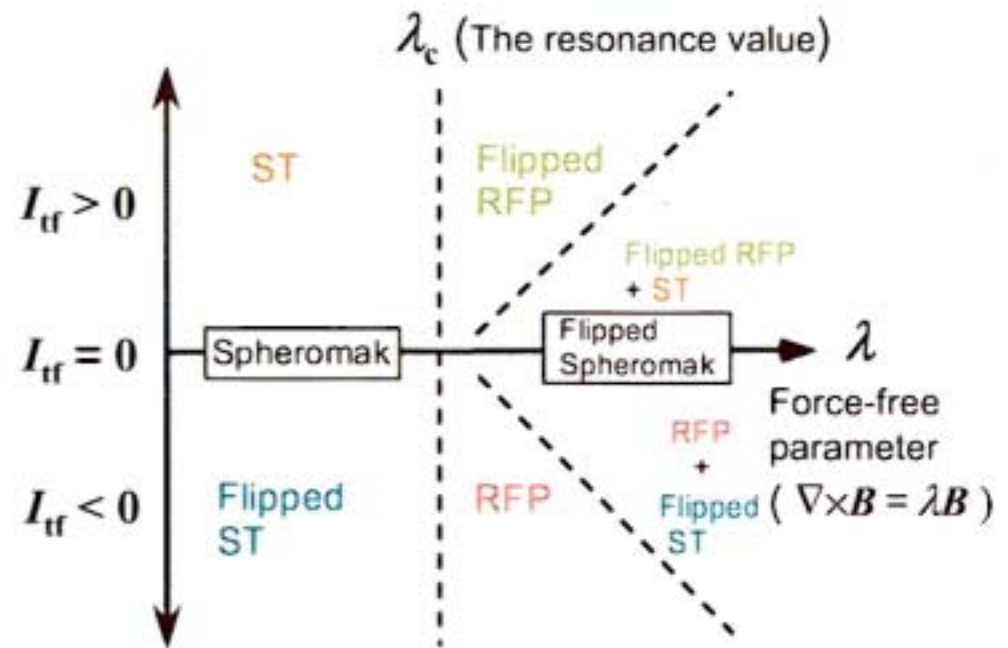 λc (The resonance value)
ST
Flipped
RFP
Itf > 0
Flipped RFP
+ ST
Itf = 0
Spheromak
Flipped
Spheromak
λ
Force-free
parameter
(∇×B = λB)
RFP
+
Flipped
ST
Itf < 0
Flipped
ST
RFP